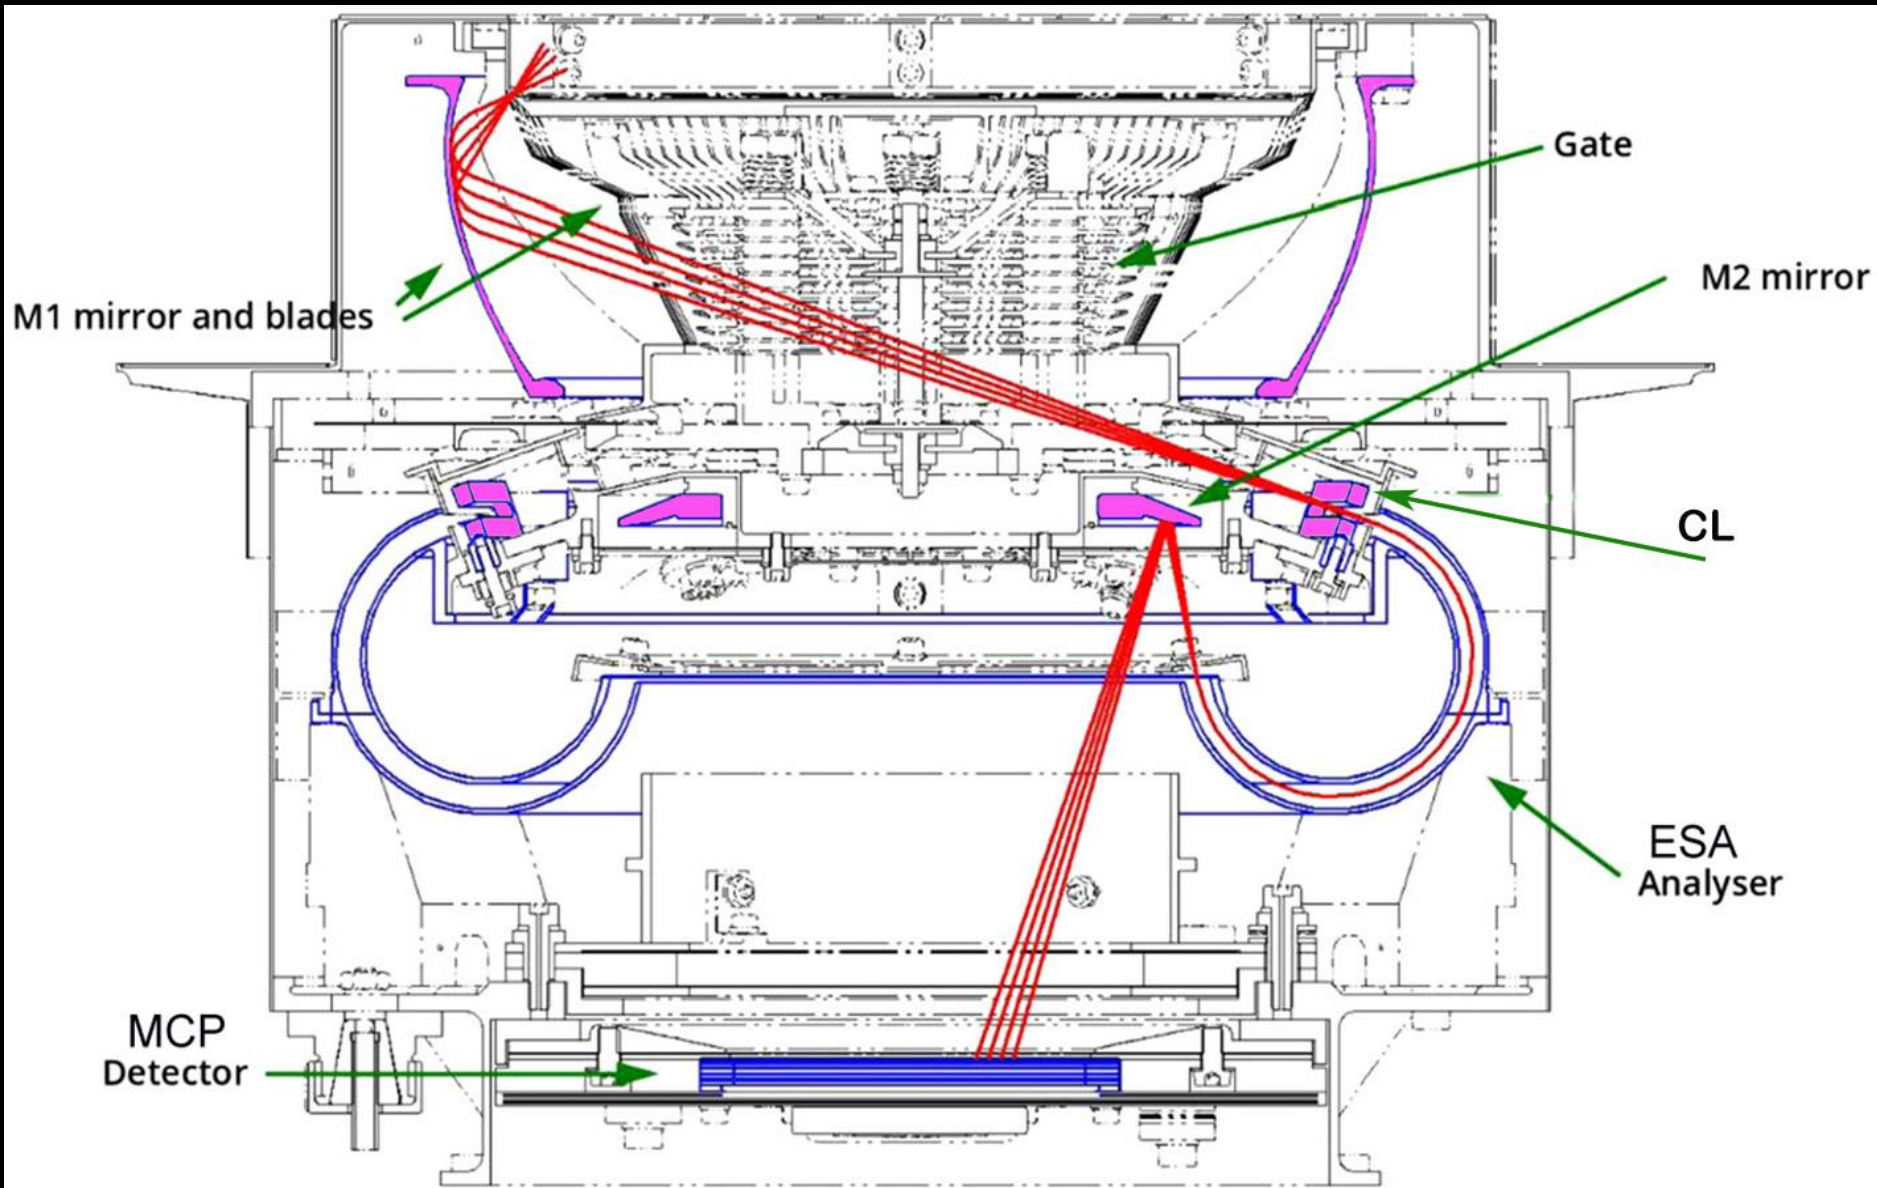 Gate
M2 mirror
M1 mirror and blades
CL
ESA
Analyser
MCP
Detector